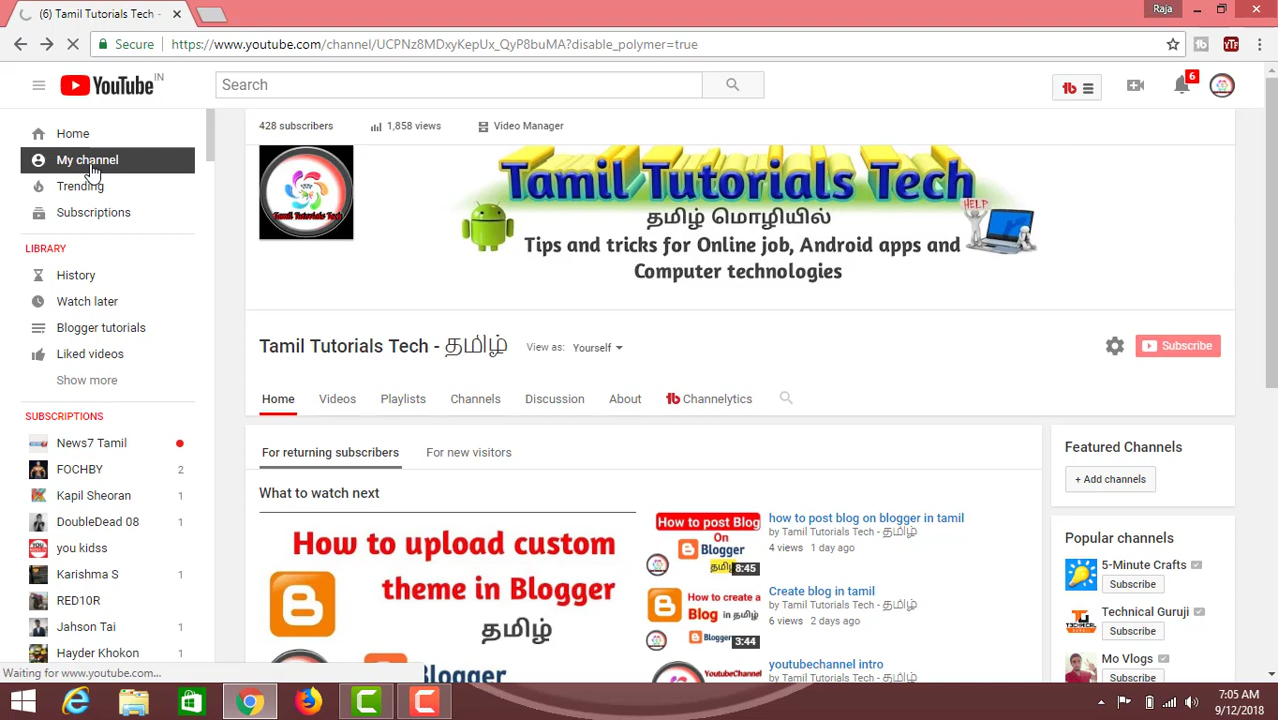 (6) Tamil Tutorials Tech -
Raja
Secure
https://www.youtube.com/channel/UCPNz8MDxyKepUx_QyP8buMA?disable_polymer=true
YouTube IN
Search
6
Home
My channel
Trending
Subscriptions
LIBRARY
History
Watch later
Blogger tutorials
Liked videos
Show more
SUBSCRIPTIONS
News7 Tamil
FOCHBY 2
Kapil Sheoran 1
DoubleDead 08 1
you kidss 1
Karishma S 1
RED10R 1
Jahson Tai 1
Hayder Khokon 1
428 subscribers 1,858 views Video Manager
Tamil Tutorials Tech
Tamil Tutorials Tech
தமிழ் மொழியில்
HELP
Tips and tricks for Online job, Android apps and
Computer technologies
Tamil Tutorials Tech - தமிழ் View as: Yourself
Subscribe
Home Videos Playlists Channels Discussion About Channelytics
For returning subscribers For new visitors
What to watch next
How to upload custom
theme in Blogger
தமிழ்
Blogger
How to post Blog
On
Blogger
தமிழ்
8:45
how to post blog on blogger in tamil
by Tamil Tutorials Tech - தமிழ்
4 views 1 day ago
How to create a
Blog in தமிழ்
Blogger
3:44
Create blog in tamil
by Tamil Tutorials Tech - தமிழ்
6 views 2 days ago
YoutubeChannel
youtubechannel intro
Featured Channels
+ Add channels
Popular channels
5-Minute Crafts
Subscribe
Technical Guruji
Subscribe
Mo Vlogs
Subscribe
Waiting for www.youtube.com...
7:05 AM
9/12/2018